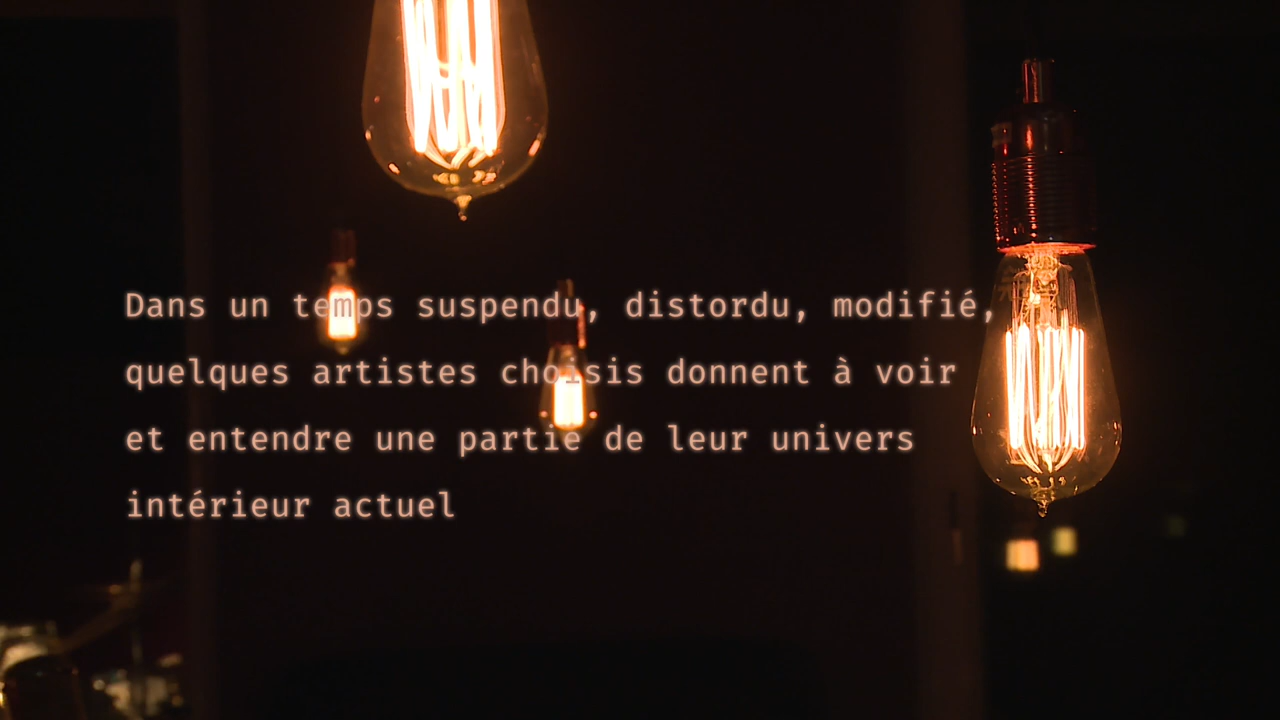 Dans un temps suspendu, distordu, modifié,
quelques artistes choisis donnent à voir
et entendre une partie de leur univers
intérieur actuel